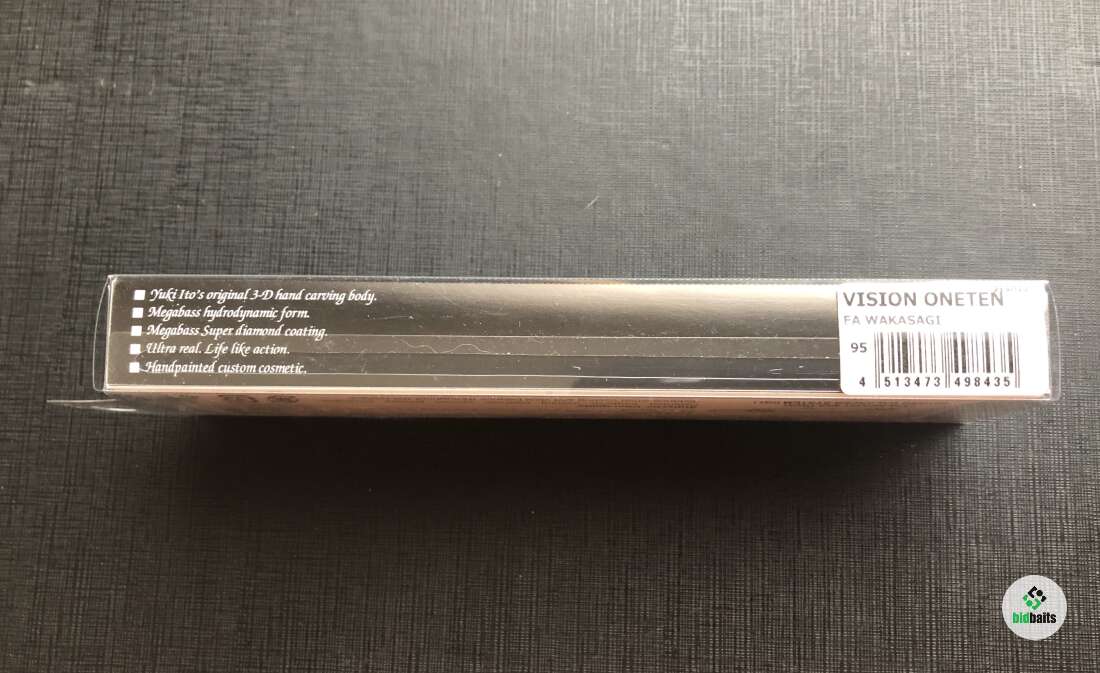 Yuki Ito's original 3-D hand carving body.
Megabass hydrodynamic form.
Megabass Super diamond coating.
Ultra real. Life like action.
Handpainted custom cosmetic.
VISION ONETEN
FA WAKASAGI
95
4 513473 498435
bidbaits